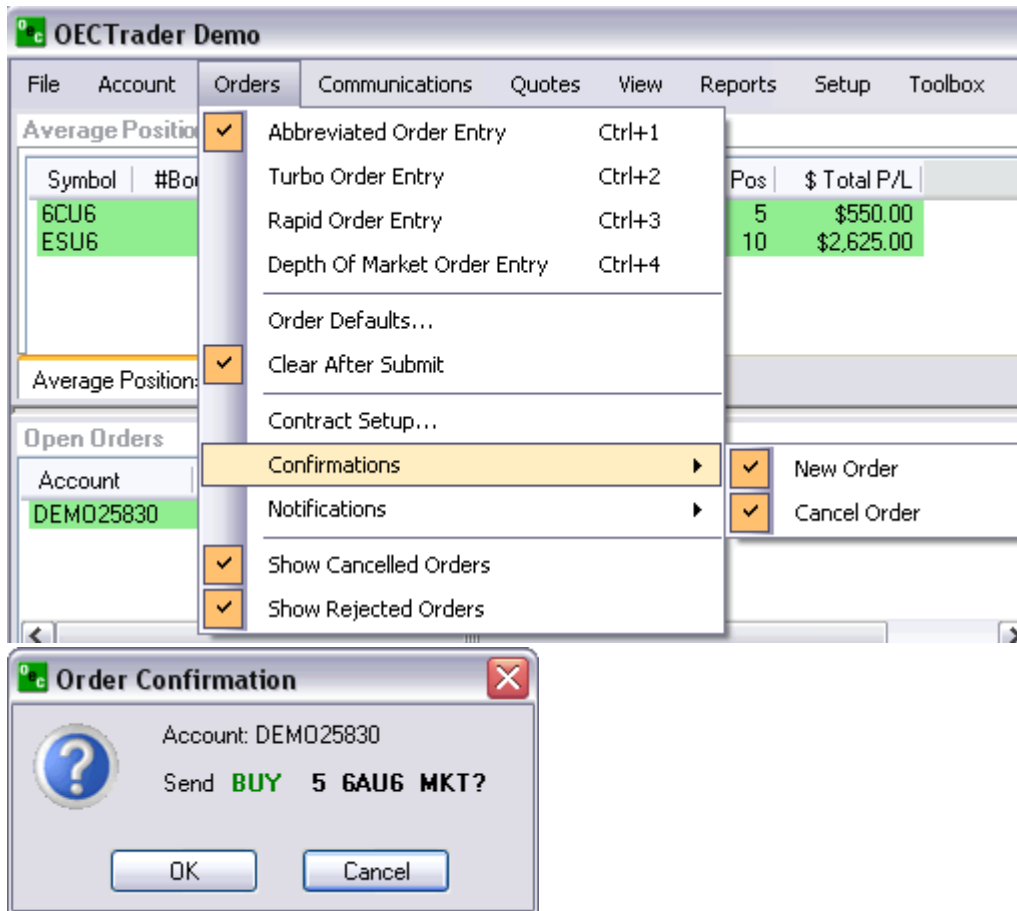 OEC OECTrader Demo
File Account Orders Communications Quotes View Reports Setup Toolbox
Average Position
Abbreviated Order Entry Ctrl+1
Symbol #Bou Turbo Order Entry Ctrl+2 Pos $ Total P/L
6CU6 Rapid Order Entry Ctrl+3 5 $550.00
ESU6 10 $2,625.00
Depth Of Market Order Entry Ctrl+4
Order Defaults...
Average Positions Clear After Submit
Contract Setup...
Open Orders
Confirmations New Order
Account
DEMO25830 Notifications Cancel Order
Show Cancelled Orders
Show Rejected Orders
OEC Order Confirmation
Account: DEMO25830
Send BUY 5 6AU6 MKT?
OK Cancel